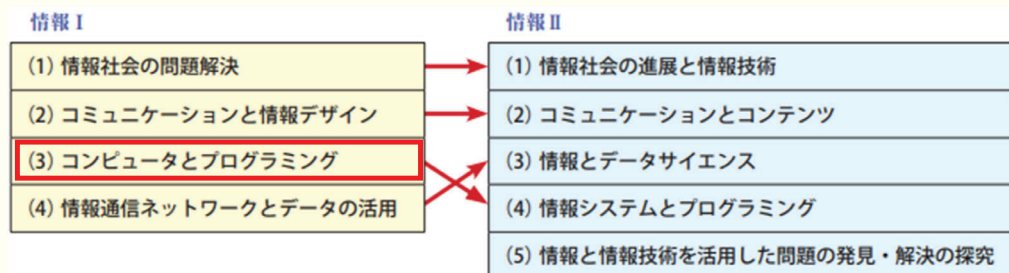 情報Ⅰ
(1) 情報社会の問題解決
(2) コミュニケーションと情報デザイン
(3) コンピュータとプログラミング
(4) 情報通信ネットワークとデータの活用
情報Ⅱ
(1) 情報社会の進展と情報技術
(2) コミュニケーションとコンテンツ
(3) 情報とデータサイエンス
(4) 情報システムとプログラミング
(5) 情報と情報技術を活用した問題の発見・解決の探究